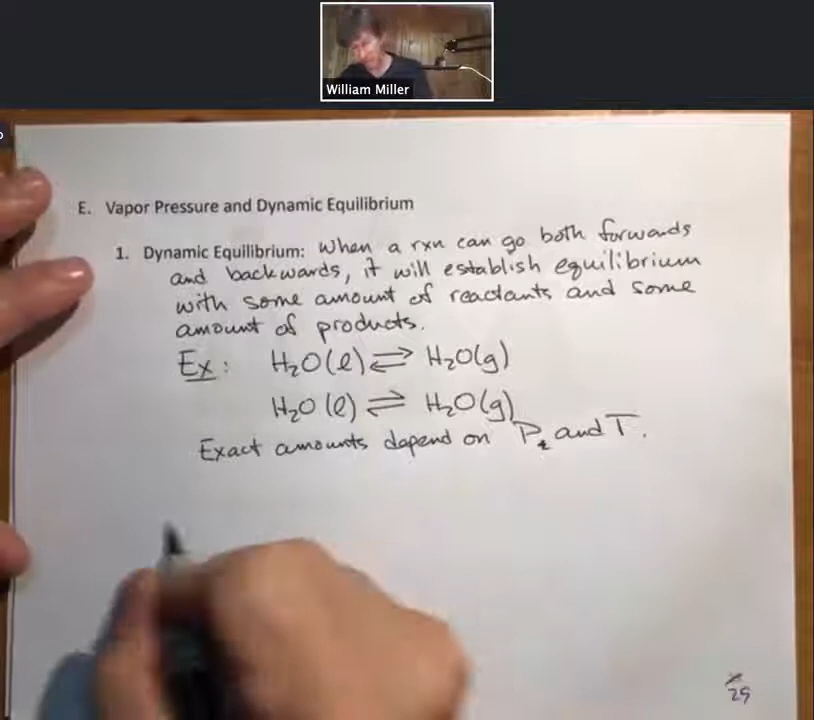 William Miller
E. Vapor Pressure and Dynamic Equilibrium
1. Dynamic Equilibrium: When a rxn can go both forwards
and backwards, it will establish equilibrium
with some amount of reactants and some
amount of products.
Ex: H₂O(l) ⇄ H₂O(g)
H₂O(l) ⇌ H₂O(g)
Exact amounts depend on P, and T.
29